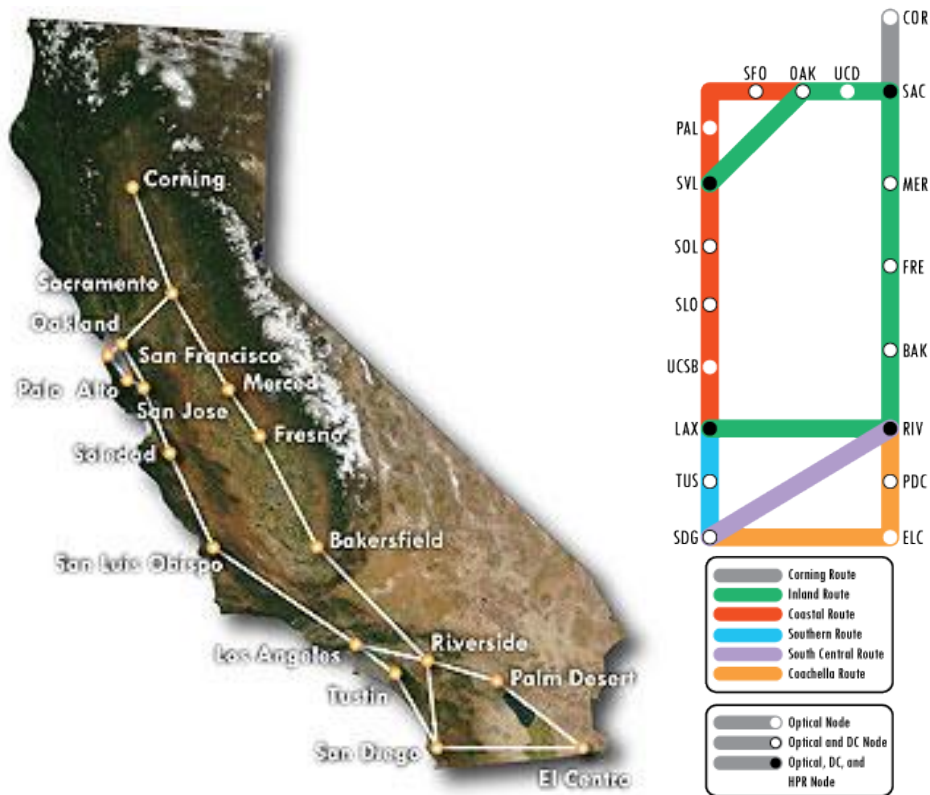 Corning
Sacramento
Oakland
San Francisco
Palo Alto
Merced
San Jose
Fresno
Soledad
San Luis Obispo
Bakersfield
Los Angeles
Riverside
Tustin
Palm Desert
San Diego
El Centro
COR
SFO
OAK
UCD
SAC
PAL
SVL
MER
SOL
FRE
SLO
BAK
UCSB
LAX
RIV
TUS
PDC
SDG
ELC
Corning Route
Inland Route
Coastal Route
Southern Route
South Central Route
Coachella Route
Optical Node
Optical and DC Node
Optical, DC, and
HPR Node